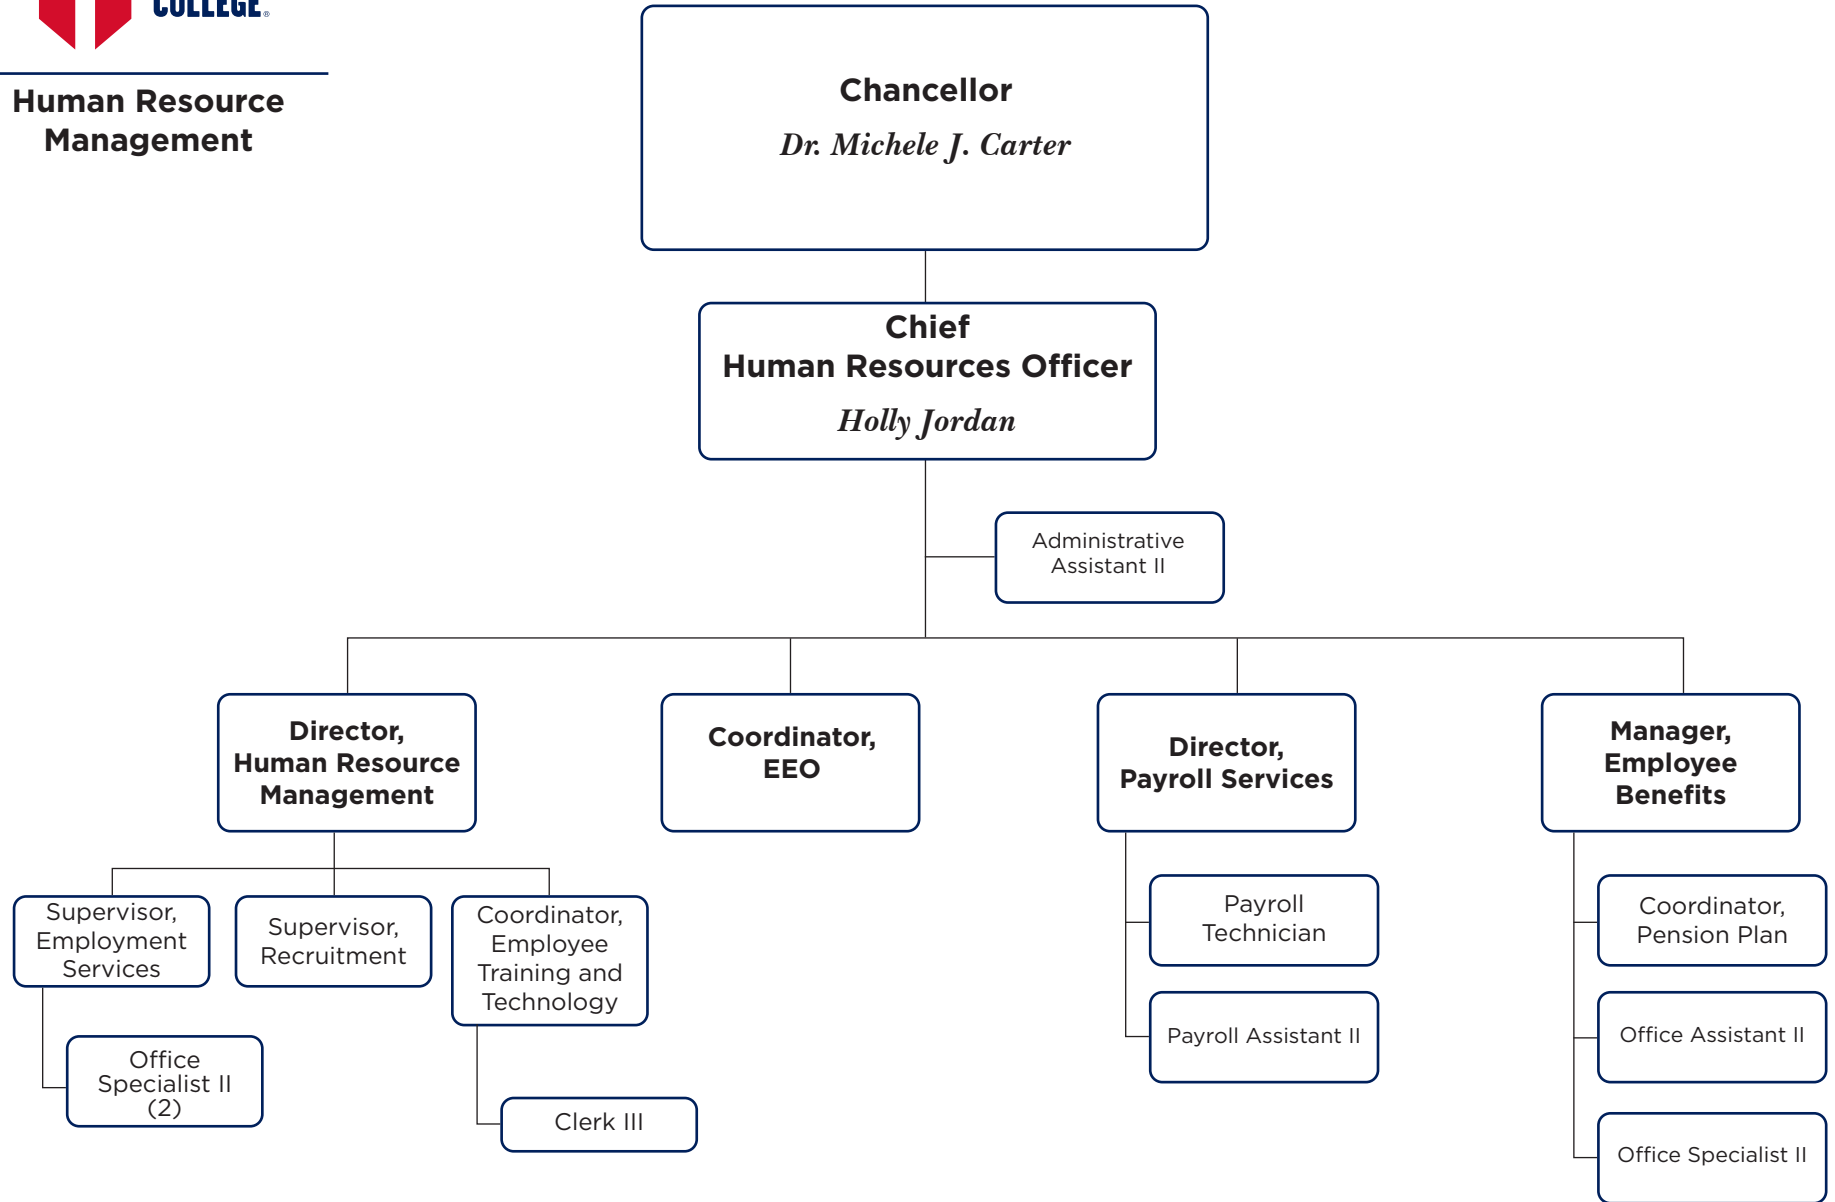 COLLEGE®
Human Resource
Management
Chancellor
Dr. Michele J. Carter
Chief
Human Resources Officer
Holly Jordan
Administrative
Assistant II
Director,
Human Resource
Management
Coordinator,
EEO
Director,
Payroll Services
Manager,
Employee
Benefits
Supervisor,
Employment
Services
Supervisor,
Recruitment
Coordinator,
Employee
Training and
Technology
Payroll
Technician
Coordinator,
Pension Plan
Office
Specialist II
(2)
Clerk III
Payroll Assistant II
Office Assistant II
Office Specialist II